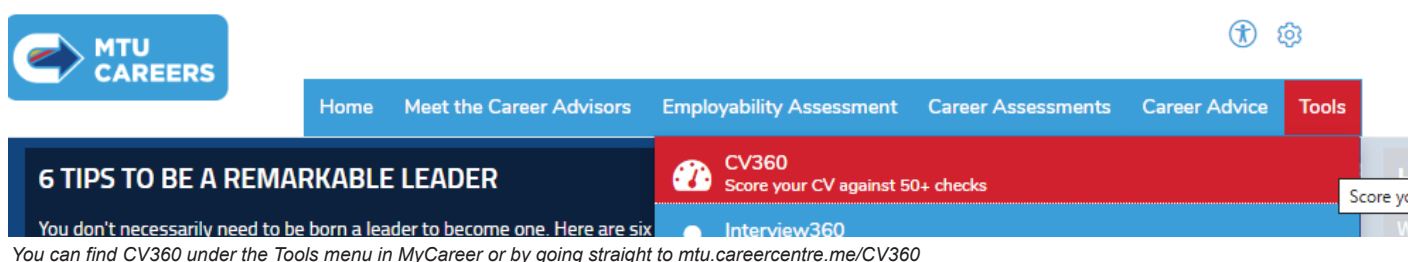 MTU
CAREERS
Home Meet the Career Advisors Employability Assessment Career Assessments Career Advice Tools
6 TIPS TO BE A REMARKABLE LEADER
CV360
Score your CV against 50+ checks
Score yo
You don't necessarily need to be born a leader to become one. Here are six
Interview360
You can find CV360 under the Tools menu in MyCareer or by going straight to mtu.careercentre.me/CV360